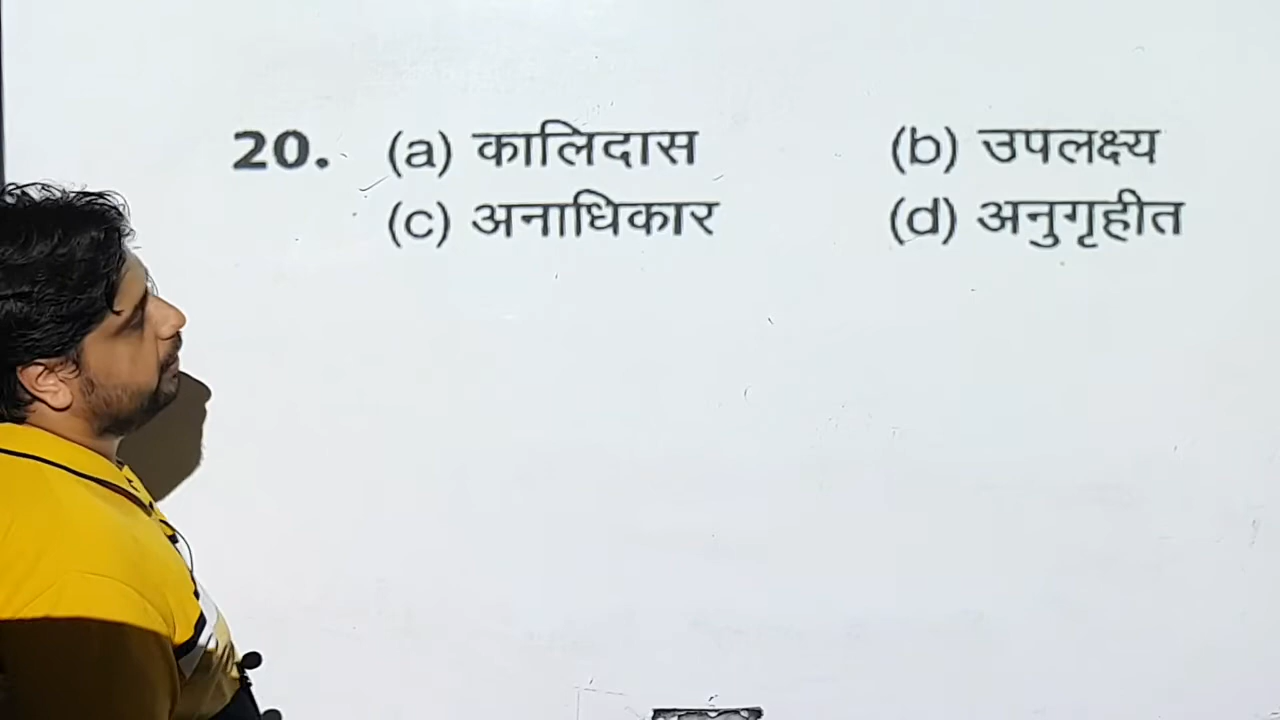 20. (a) कालिदास (b) उपलक्ष्य
(c) अनाधिकार (d) अनुगृहीत